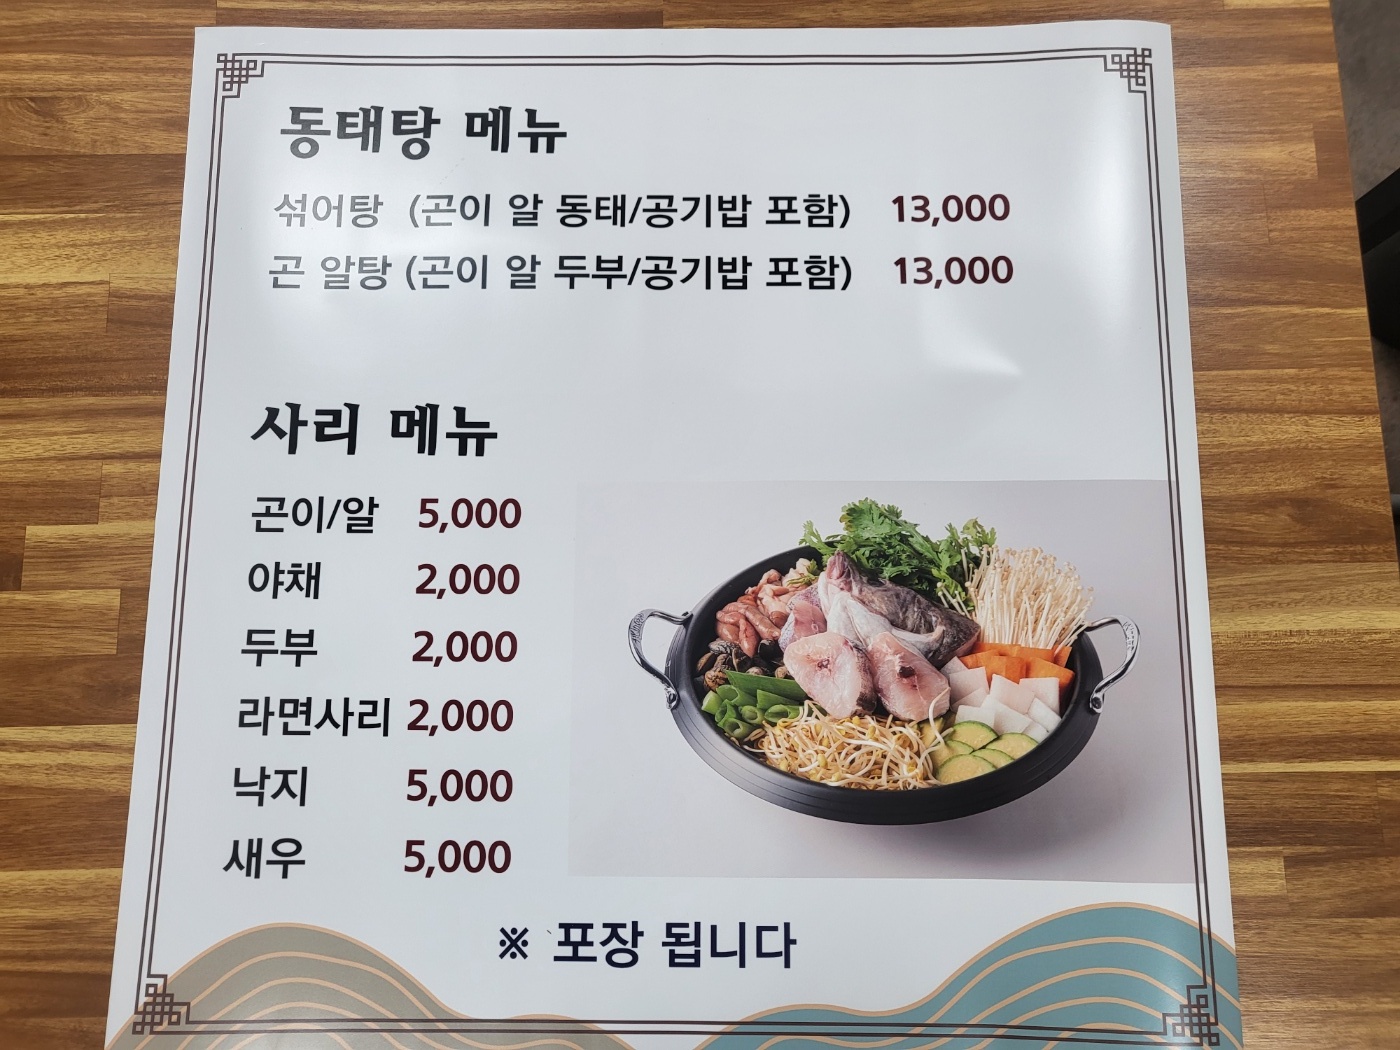 동태탕 메뉴
섞어탕 (곤이 알 동태/공기밥 포함) 13,000
곤 알탕 (곤이 알 두부/공기밥 포함) 13,000
사리 메뉴
곤이/알 5,000
야채 2,000
두부 2,000
라면사리 2,000
낙지 5,000
새우 5,000
※ 포장 됩니다